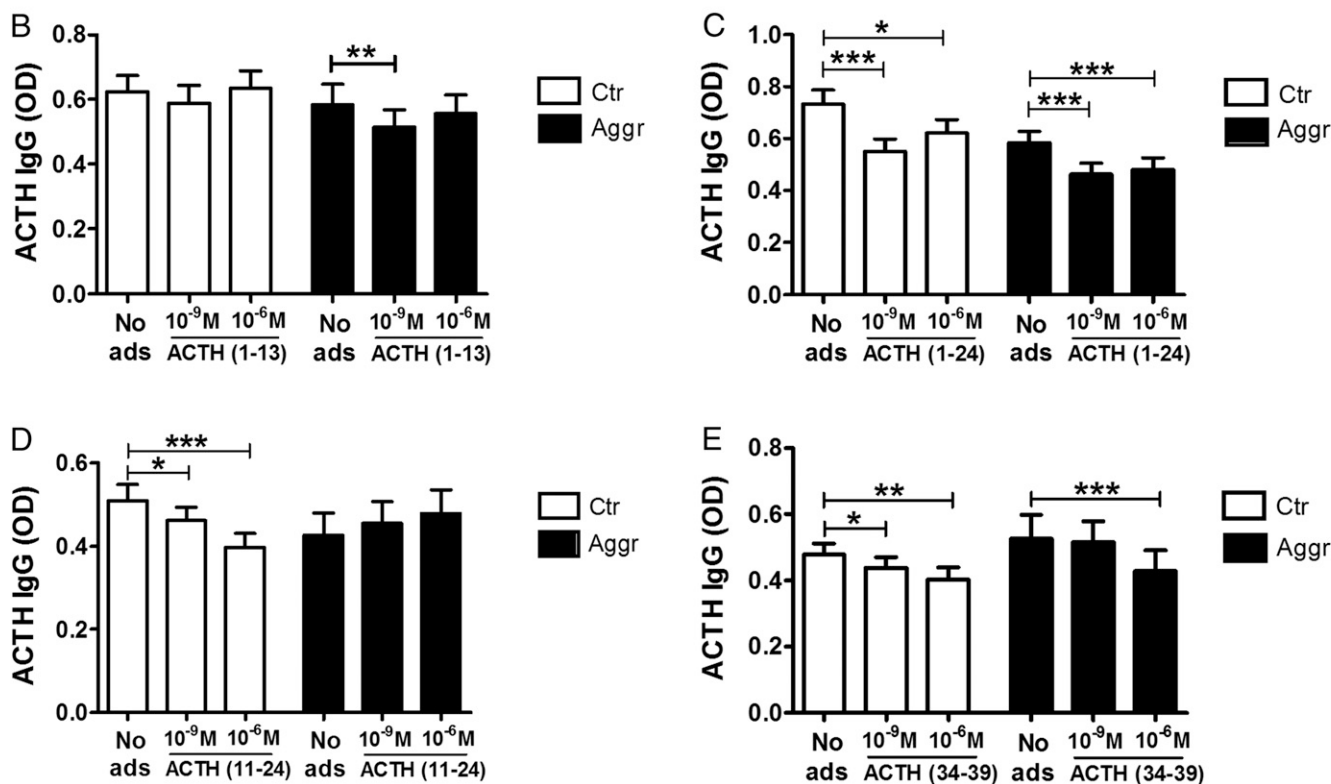 B
ACTH IgG (OD)
0.8
0.6
0.4
0.2
0.0
**
Ctr
Aggr
No ads
10⁻⁹M 10⁻⁶M
ACTH (1-13)
No ads
10⁻⁹M 10⁻⁶M
ACTH (1-13)
C
ACTH IgG (OD)
1.0
0.8
0.6
0.4
0.2
0.0
*
***
***
***
Ctr
Aggr
No ads
10⁻⁹M 10⁻⁶M
ACTH (1-24)
No ads
10⁻⁹M 10⁻⁶M
ACTH (1-24)
D
ACTH IgG (OD)
0.6
0.4
0.2
0.0
***
*
Ctr
Aggr
No ads
10⁻⁹M 10⁻⁶M
ACTH (11-24)
No ads
10⁻⁹M 10⁻⁶M
ACTH (11-24)
E
ACTH IgG (OD)
0.8
0.6
0.4
0.2
0.0
**
*
***
Ctr
Aggr
No ads
10⁻⁹M 10⁻⁶M
ACTH (34-39)
No ads
10⁻⁹M 10⁻⁶M
ACTH (34-39)